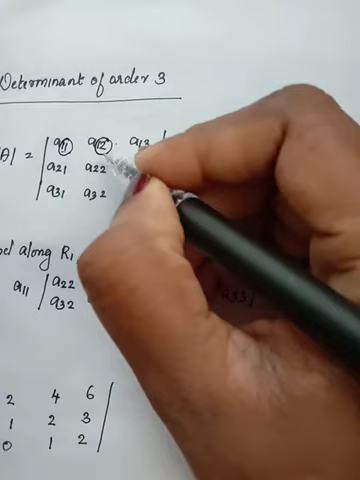 Determinant of order 3
A| = | a11 a12 a13 |
a21 a22
a31 a32
along R1
a11 | a22
a32 a33|
2 4 6
1 2 3
0 1 2